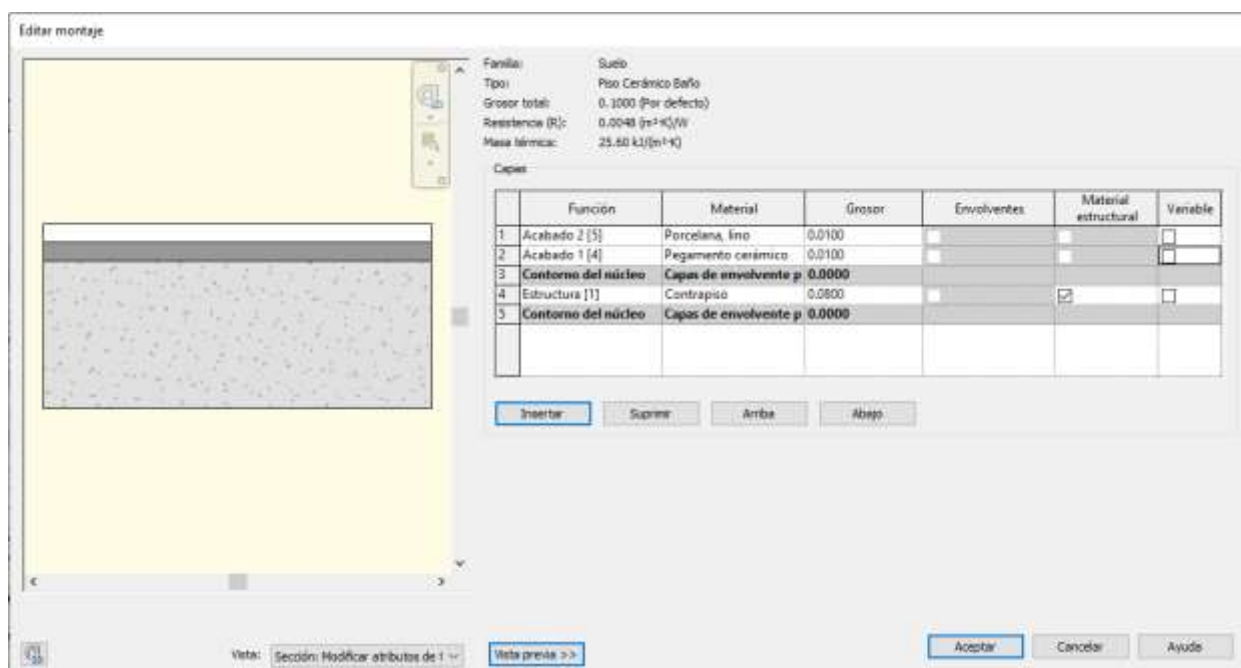 Editar montaje
Familia: Suelo
Tipo: Piso Cerámico Baño
Grosor total: 0.1000 (Por defecto)
Resistencia (R): 0.0048 (m²·K)/W
Masa térmica: 25.60 kJ/(m²·K)
Capas
Función Material Grosor Envolventes Material estructural Variable
1 Acabado 2 [5] Porcelana, lino 0.0100
2 Acabado 1 [4] Pegamento cerámico 0.0100
3 Contorno del núcleo Capas de envolvente p 0.0000
4 Estructura [1] Contrapiso 0.0800
5 Contorno del núcleo Capas de envolvente p 0.0000
Insertar Suprimir Arriba Abajo
Vista: Sección: Modificar atributos de t Vista previa >> Aceptar Cancelar Ayuda